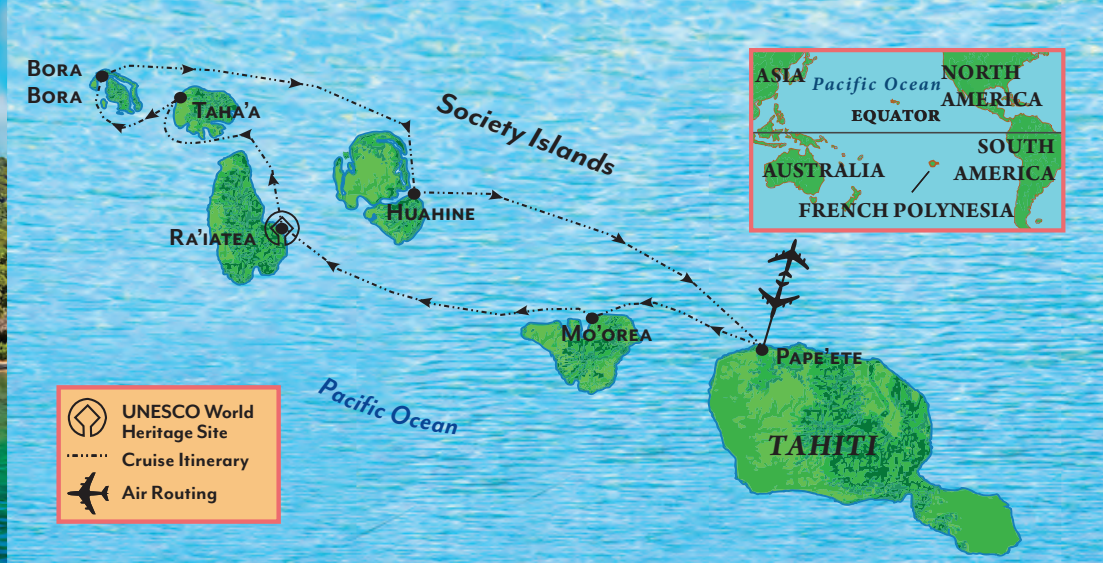 Bora
Bora
Taha'a
Society Islands
Huahine
Ra'iatea
Mo'orea
Pape'ete
TAHITI
Pacific Ocean
ASIA
Pacific Ocean
NORTH
AMERICA
EQUATOR
SOUTH
AMERICA
AUSTRALIA
FRENCH POLYNESIA
UNESCO World
Heritage Site
Cruise Itinerary
Air Routing